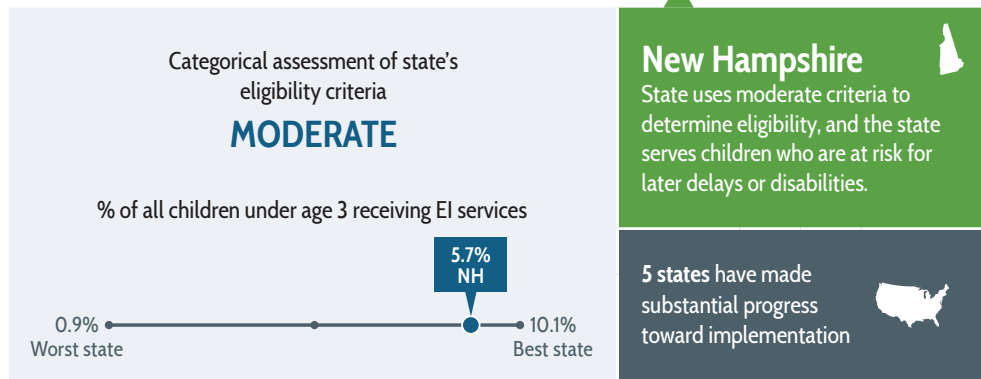 Categorical assessment of state's
eligibility criteria
MODERATE
% of all children under age 3 receiving EI services
5.7%
NH
0.9%
10.1%
Worst state
Best state
New Hampshire
State uses moderate criteria to
determine eligibility, and the state
serves children who are at risk for
later delays or disabilities.
5 states have made
substantial progress
toward implementation